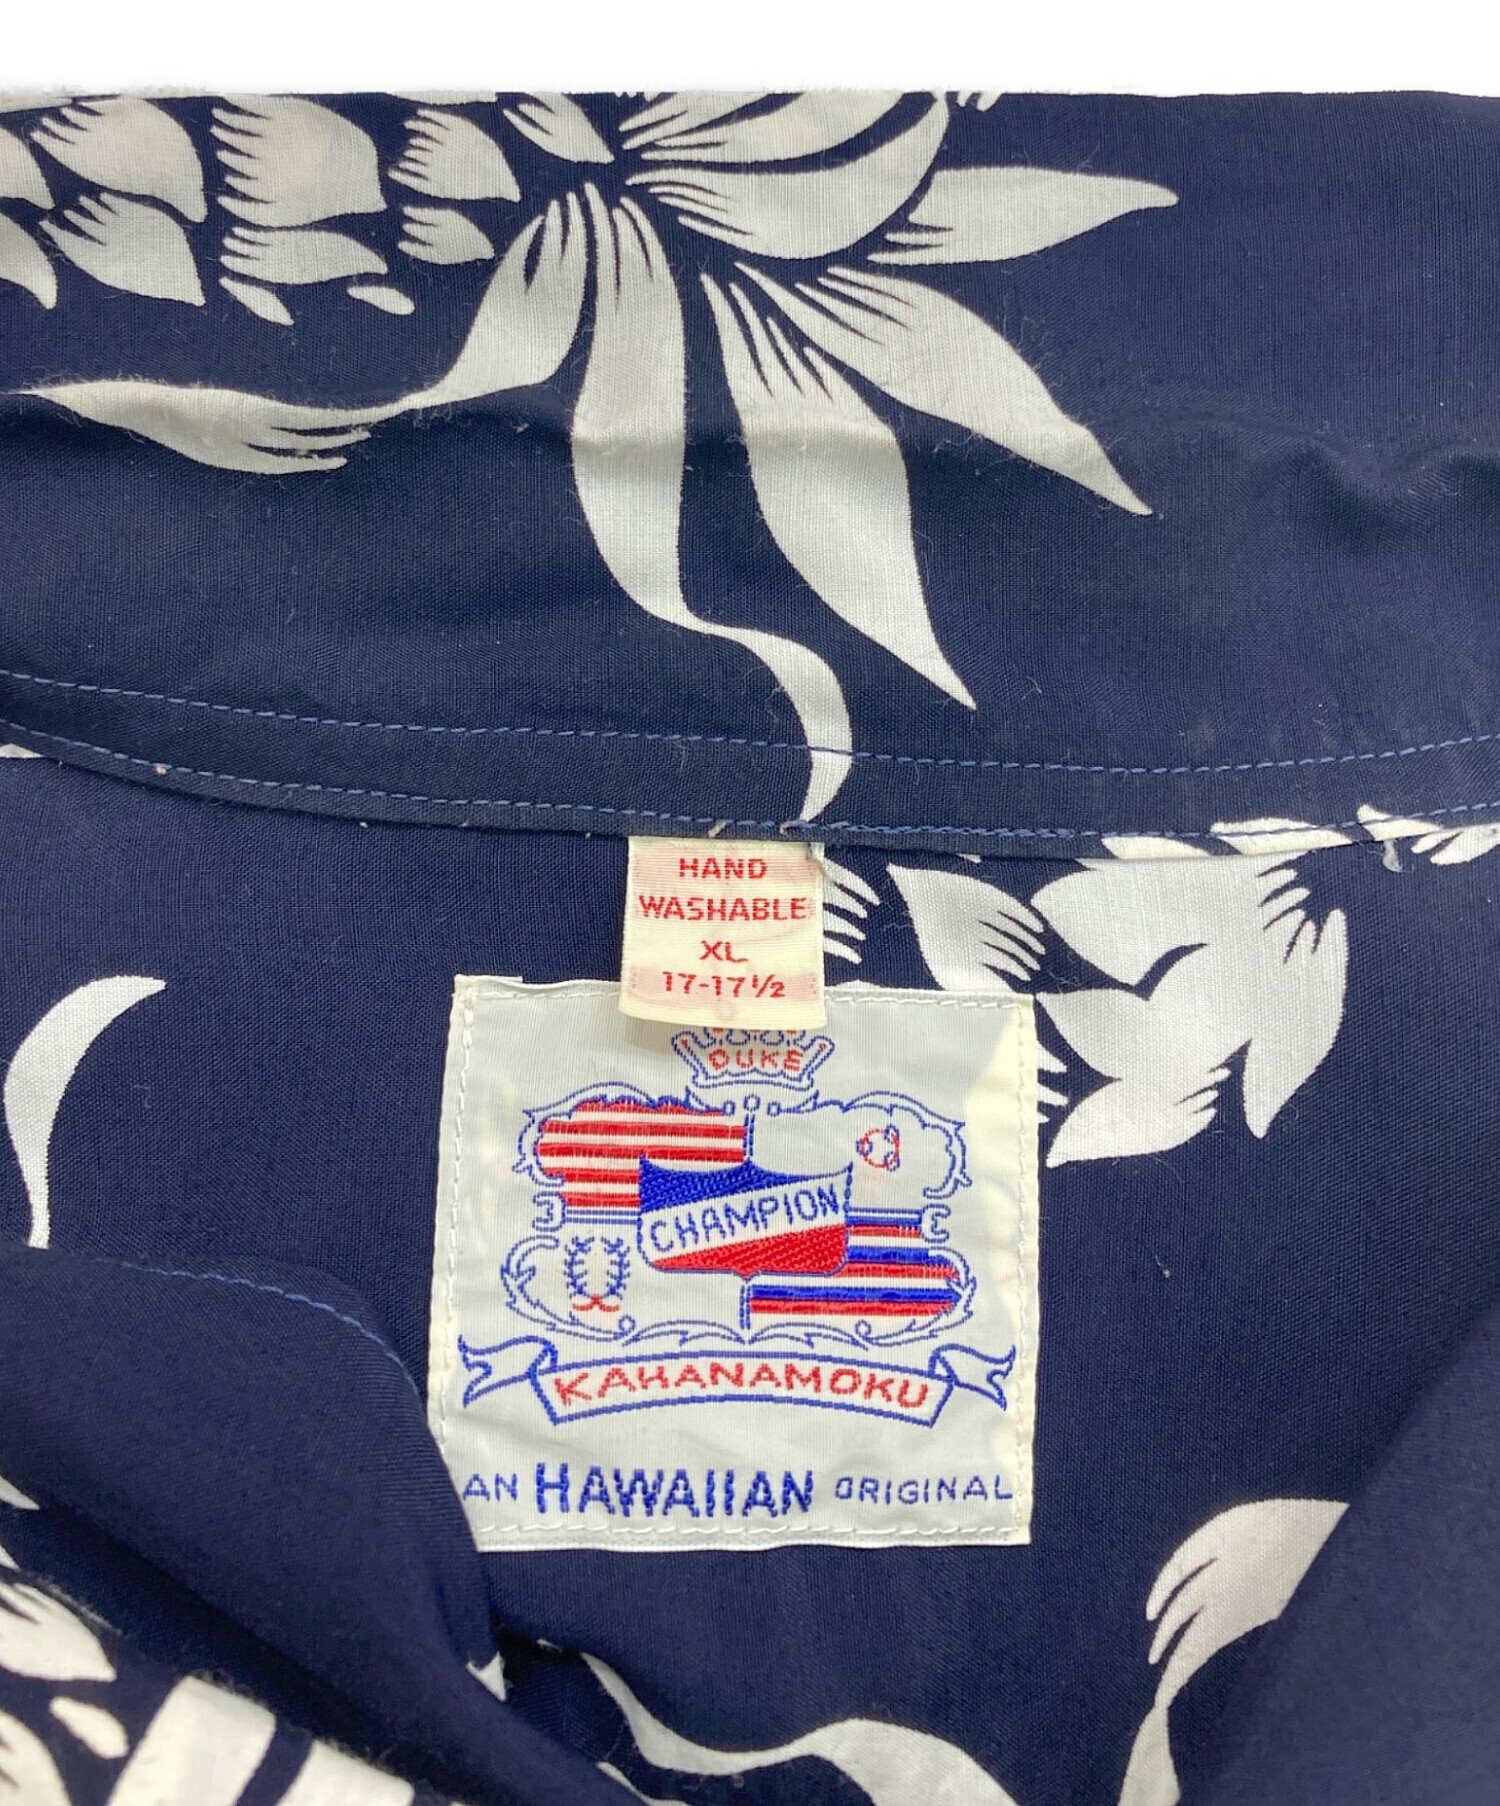 HAND
WASHABLE
XL
17-17½
DUKE
CHAMPION
KAHANAMOKU
AN HAWAIIAN ORIGINAL